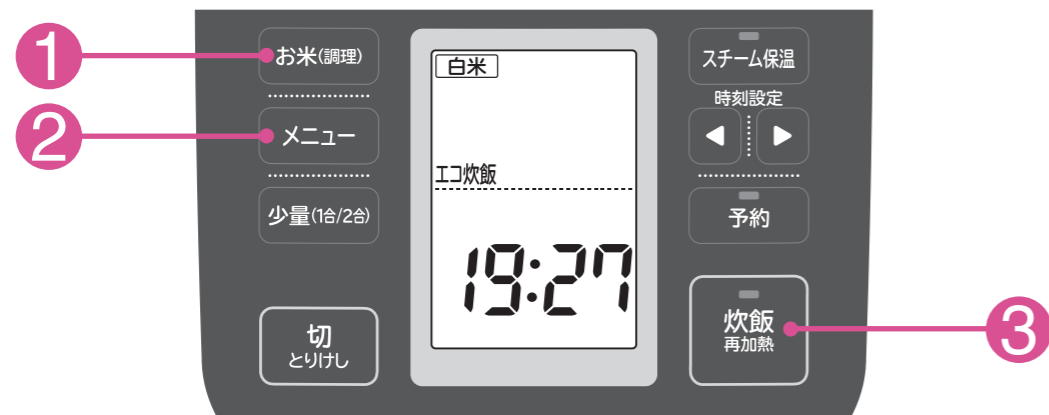 1
お米(調理)
2
メニュー
少量(1合/2合)
切
とりけし
白米
エコ炊飯
19:27
スチーム保温
時刻設定
予約
炊飯
再加熱
3